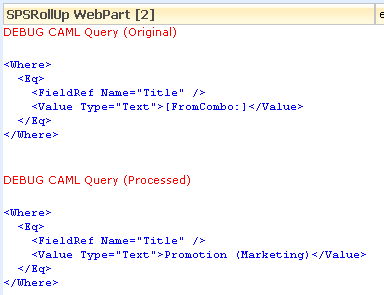 SPSRollUp WebPart [2]
DEBUG CAML Query (Original)
<Where>
  <Eq>
    <FieldRef Name="Title" />
    <Value Type="Text">[FromCombo:]</Value>
  </Eq>
</Where>
DEBUG CAML Query (Processed)
<Where>
  <Eq>
    <FieldRef Name="Title" />
    <Value Type="Text">Promotion (Marketing)</Value>
  </Eq>
</Where>